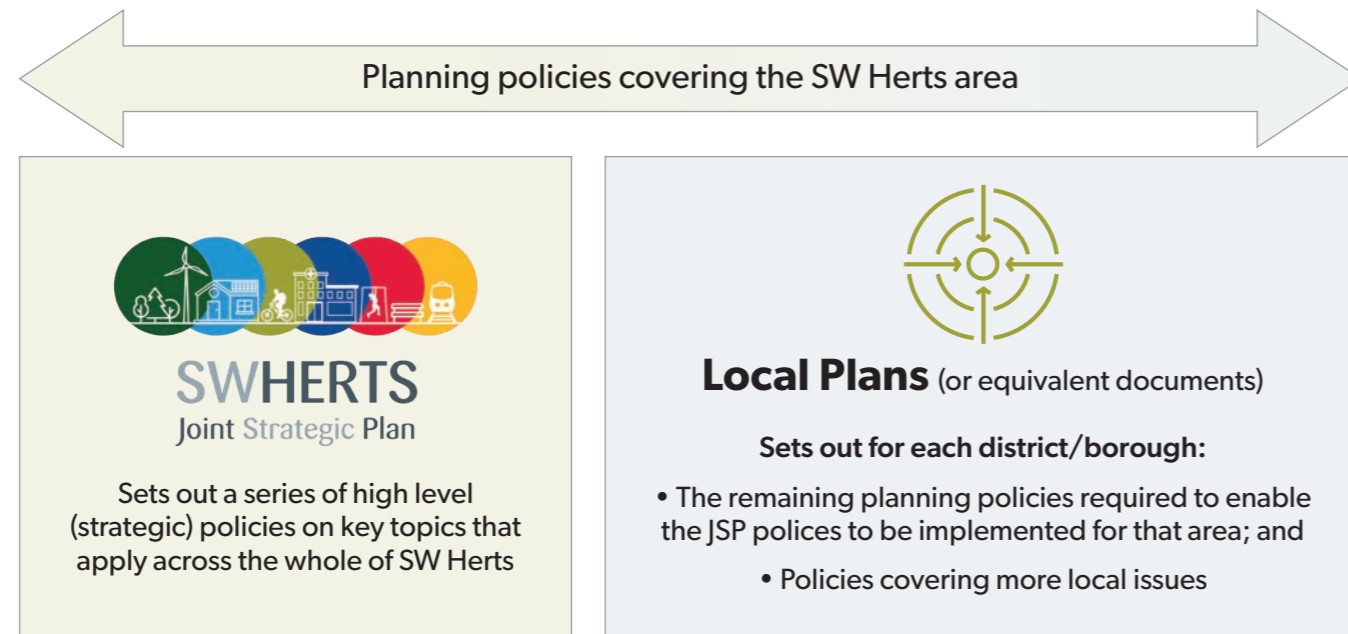 Planning policies covering the SW Herts area
SWHERTS
Joint Strategic Plan
Sets out a series of high level
(strategic) policies on key topics that
apply across the whole of SW Herts
Local Plans (or equivalent documents)
Sets out for each district/borough:
• The remaining planning policies required to enable
the JSP polices to be implemented for that area; and
• Policies covering more local issues